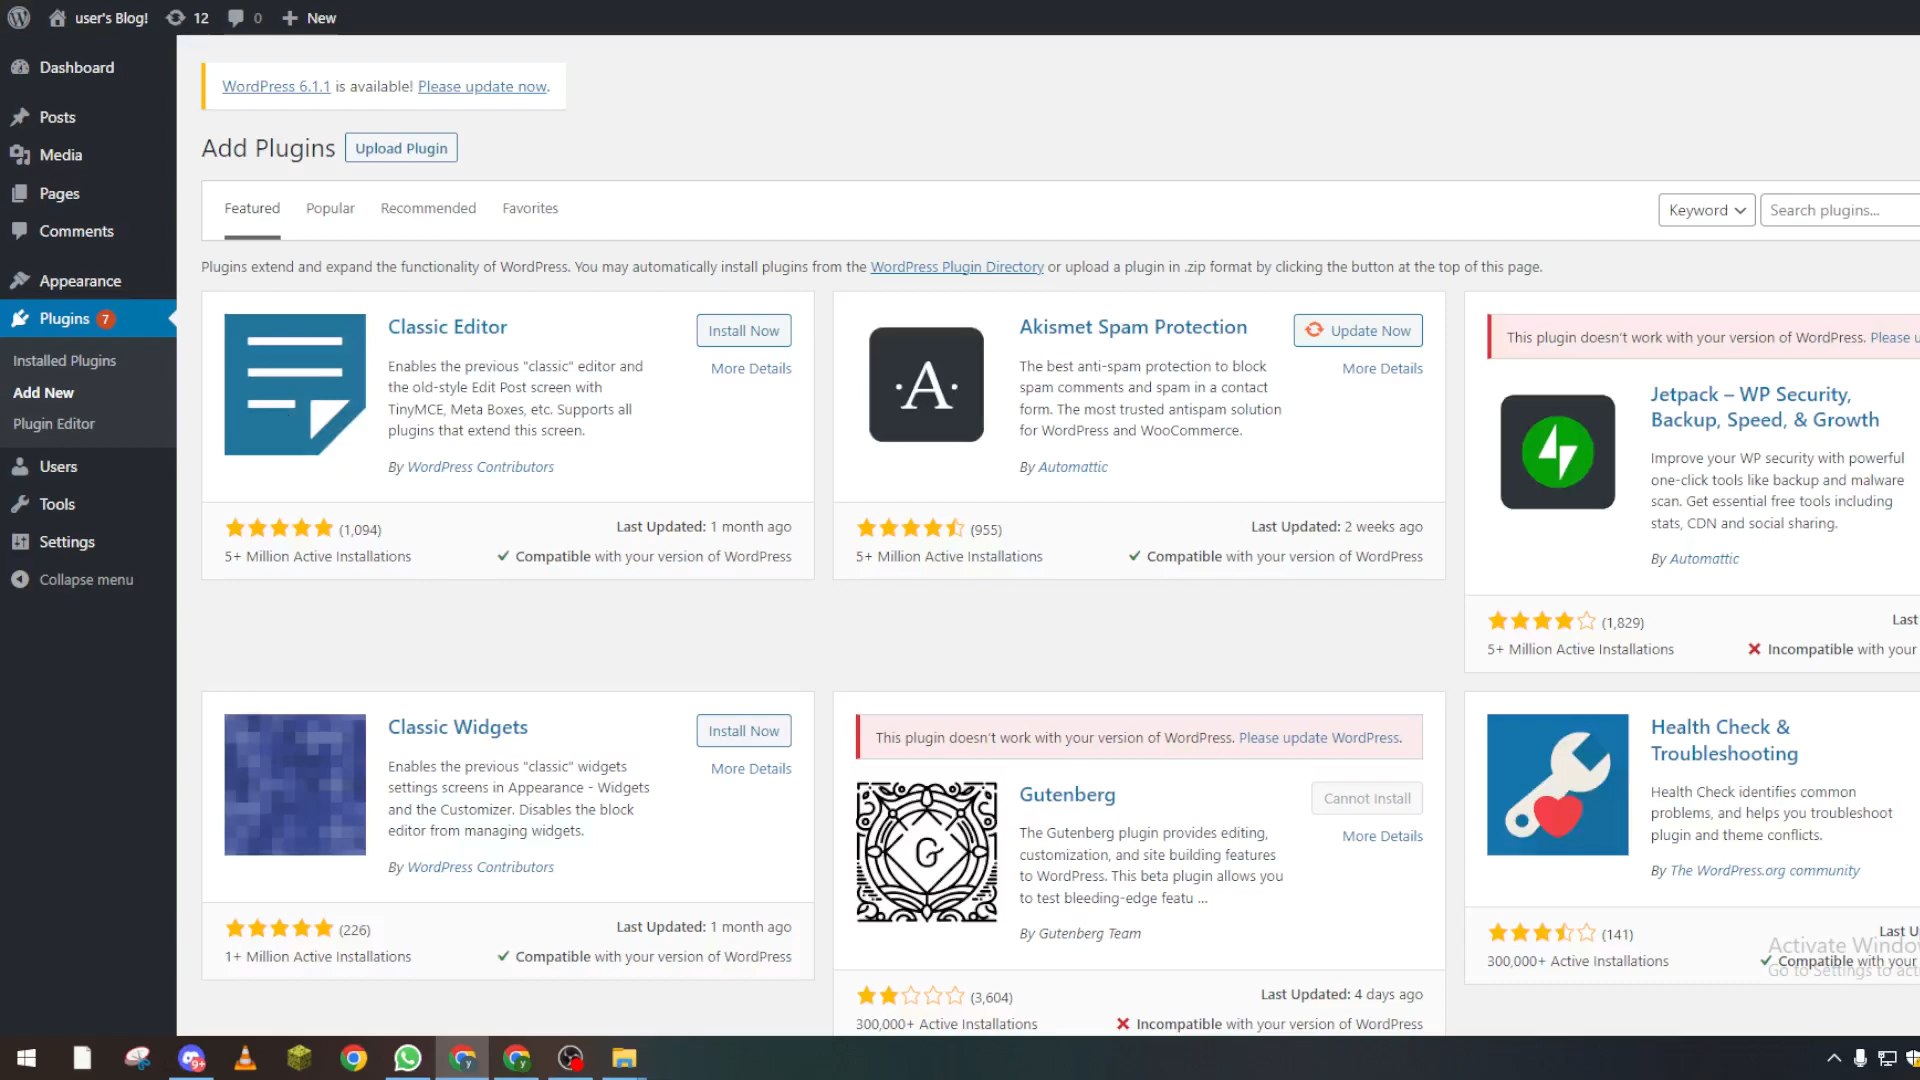 user's Blog!
12
0
New
Dashboard
Posts
Media
Pages
Comments
Appearance
Plugins 7
Installed Plugins
Add New
Plugin Editor
Users
Tools
Settings
Collapse menu
WordPress 6.1.1 is available! Please update now.
Add Plugins
Upload Plugin
Featured
Popular
Recommended
Favorites
Keyword
Search plugins...
Plugins extend and expand the functionality of WordPress. You may automatically install plugins from the WordPress Plugin Directory or upload a plugin in .zip format by clicking the button at the top of this page.
Classic Editor
Install Now
More Details
Enables the previous "classic" editor and
the old-style Edit Post screen with
TinyMCE, Meta Boxes, etc. Supports all
plugins that extend this screen.
By WordPress Contributors
(1,094)
Last Updated: 1 month ago
5+ Million Active Installations
Compatible with your version of WordPress
·A·
Akismet Spam Protection
Update Now
More Details
The best anti-spam protection to block
spam comments and spam in a contact
form. The most trusted antispam solution
for WordPress and WooCommerce.
By Automattic
(955)
Last Updated: 2 weeks ago
5+ Million Active Installations
Compatible with your version of WordPress
This plugin doesn't work with your version of WordPress. Please u
Jetpack – WP Security,
Backup, Speed, & Growth
Improve your WP security with powerful
one-click tools like backup and malware
scan. Get essential free tools including
stats, CDN and social sharing.
By Automattic
(1,829)
Last
5+ Million Active Installations
Incompatible with your
Classic Widgets
Install Now
More Details
Enables the previous "classic" widgets
settings screens in Appearance - Widgets
and the Customizer. Disables the block
editor from managing widgets.
By WordPress Contributors
(226)
Last Updated: 1 month ago
1+ Million Active Installations
Compatible with your version of WordPress
This plugin doesn't work with your version of WordPress. Please update WordPress.
G
Gutenberg
Cannot Install
More Details
The Gutenberg plugin provides editing,
customization, and site building features
to WordPress. This beta plugin allows you
to test bleeding-edge featu ...
By Gutenberg Team
(3,604)
Last Updated: 4 days ago
300,000+ Active Installations
Incompatible with your version of WordPress
Health Check &
Troubleshooting
Health Check identifies common
problems, and helps you troubleshoot
plugin and theme conflicts.
By The WordPress.org community
(141)
Last U
300,000+ Active Installations
Compatible with your
Activate Windo
Go to Settings to acti
9+
y
y